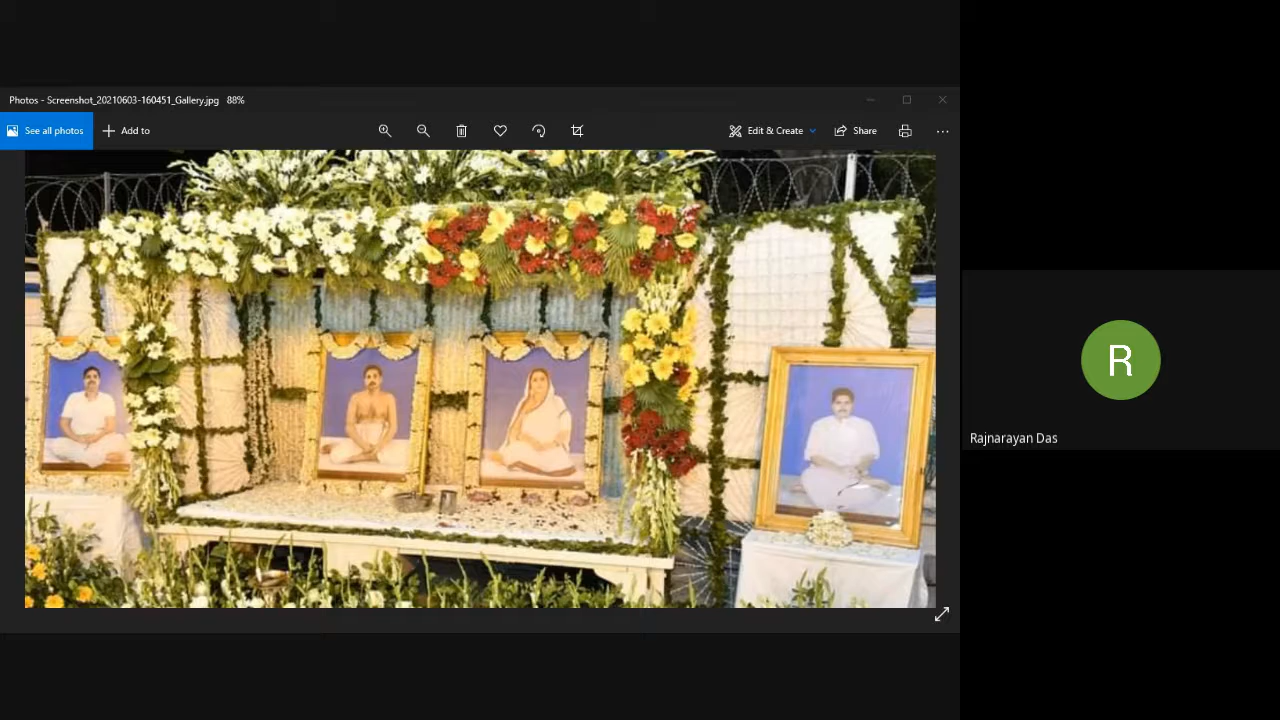 Photos - Screenshot_20210603-160451_Gallery.jpg 88%
See all photos
Add to
Edit & Create
Share
R
Rajnarayan Das